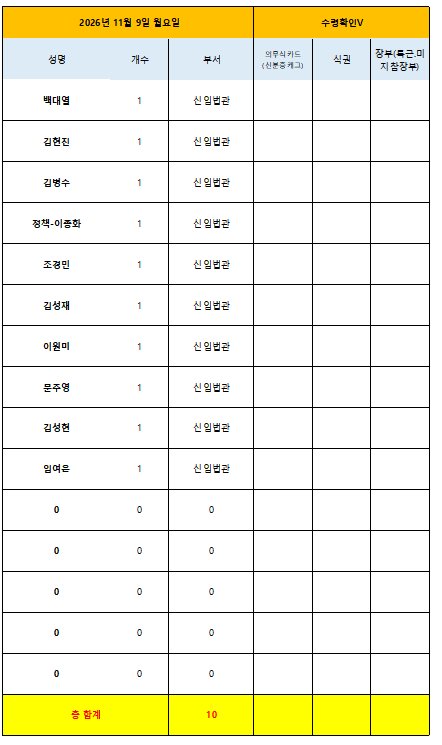 2026년 11월 9일 월요일 수령확인V
성명 개수 부서 의무식카드 (신분증태그) 식권 장부(특근.미지참장부)
백대열 1 신임법관
김현진 1 신임법관
김병수 1 신임법관
정책-이종화 1 신임법관
조경민 1 신임법관
김성재 1 신임법관
이원미 1 신임법관
문주영 1 신임법관
김성현 1 신임법관
임여은 1 신임법관
0 0 0
0 0 0
0 0 0
0 0 0
0 0 0
총 합계 10